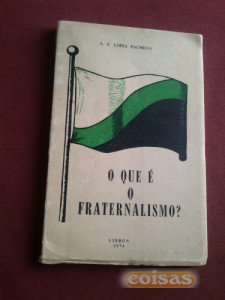 A. S. LOPES PACHECO
O QUE É
O
FRATERNALISMO?
LISBOA
1974
coisas